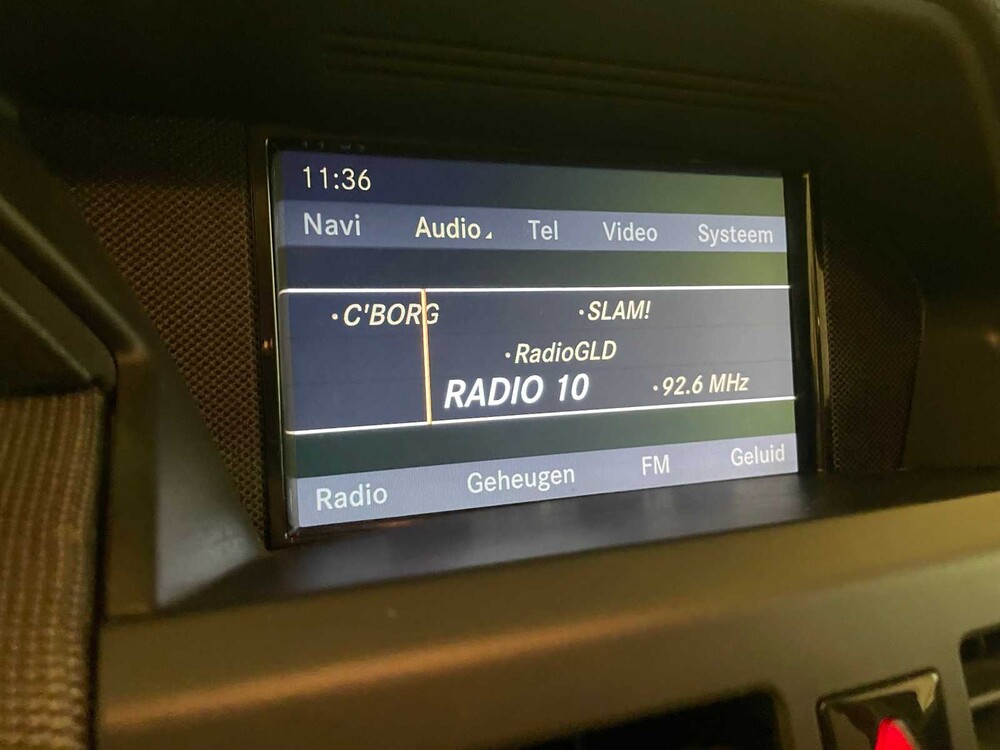 11:36
Navi Audio Tel Video Systeem
·C'BORG ·SLAM!
·RadioGLD
RADIO 10 ·92.6 MHz
Radio Geheugen FM Geluid